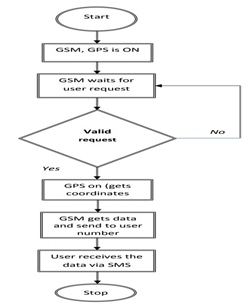 Start
GSM, GPS is ON
GSM waits for
user request
Valid
request
No
Yes
GPS on (gets
coordinates
GSM gets data
and send to user
number
User receives the
data via SMS
Stop